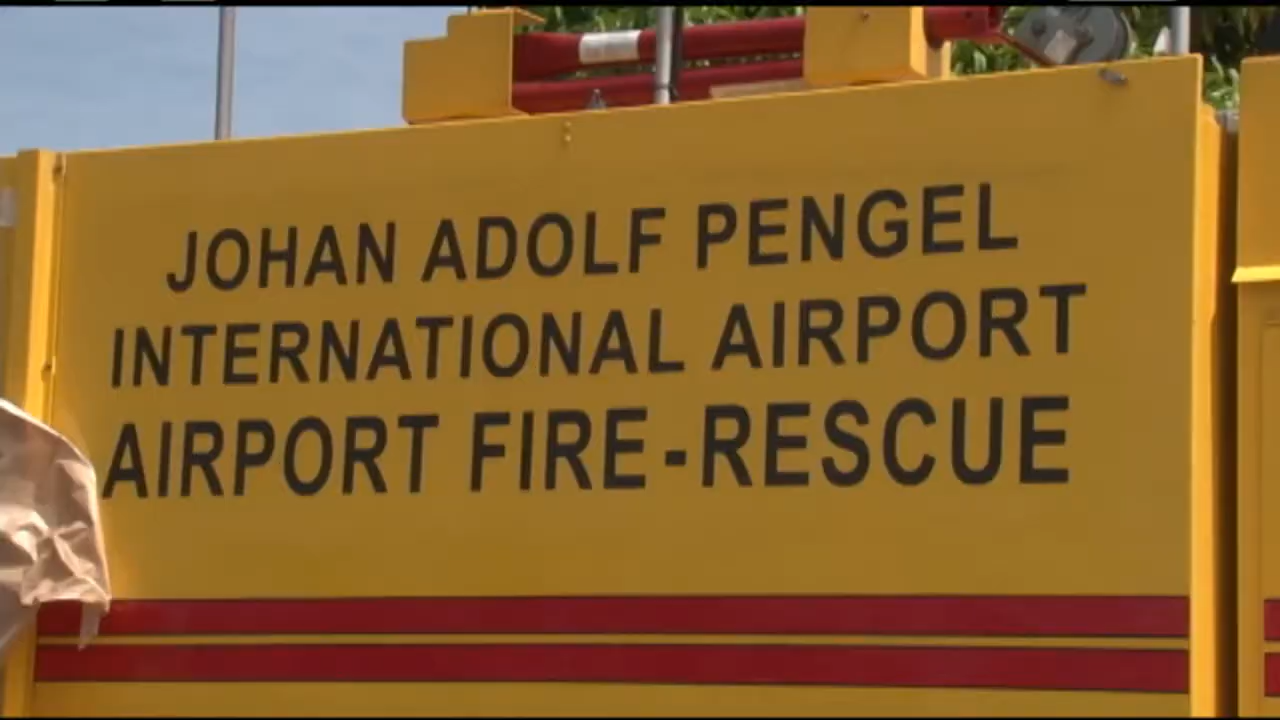 JOHAN ADOLF PENGEL
INTERNATIONAL AIRPORT
AIRPORT FIRE-RESCUE